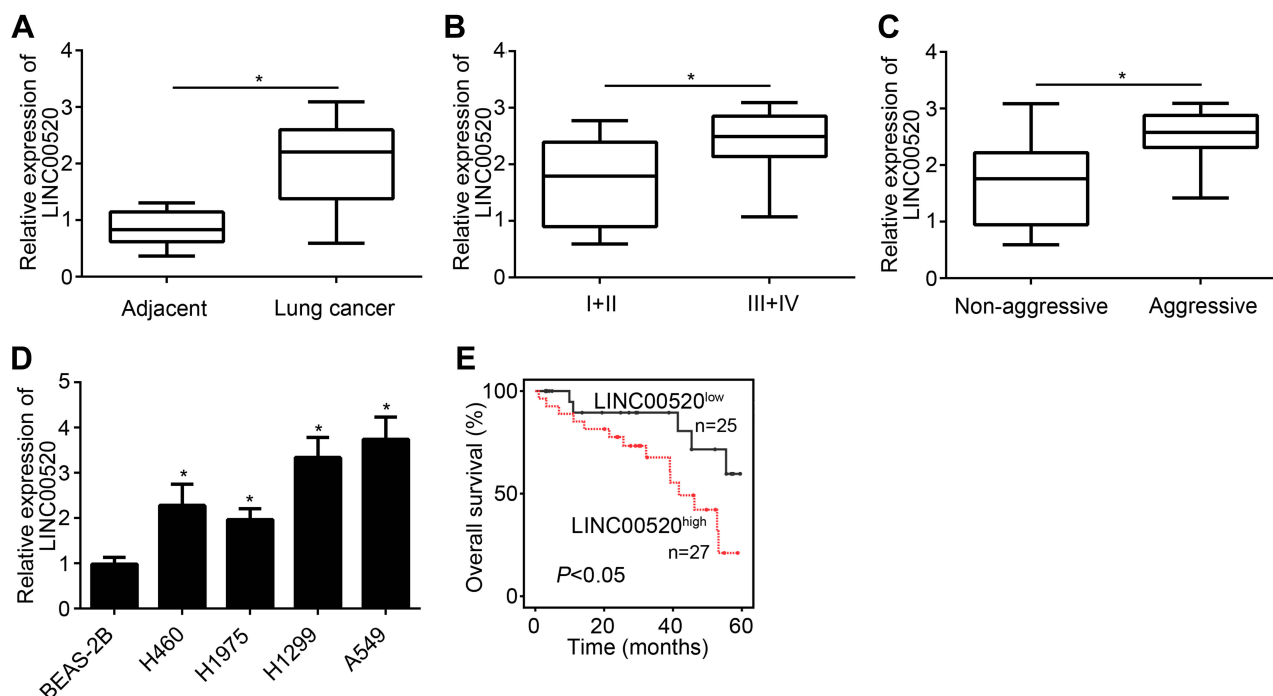 A
Relative expression of
LINC00520
4
3
2
1
0
*
Adjacent
Lung cancer
B
Relative expression of
LINC00520
4
3
2
1
0
*
I+II
III+IV
C
Relative expression of
LINC00520
4
3
2
1
0
*
Non-aggressive
Aggressive
D
Relative expression of
LINC00520
5
4
3
2
1
0
*
*
*
*
BEAS-2B
H460
H1975
H1299
A549
E
Overall survival (%)
100
50
0
LINC00520low
n=25
LINC00520high
n=27
P<0.05
0
20
40
60
Time (months)